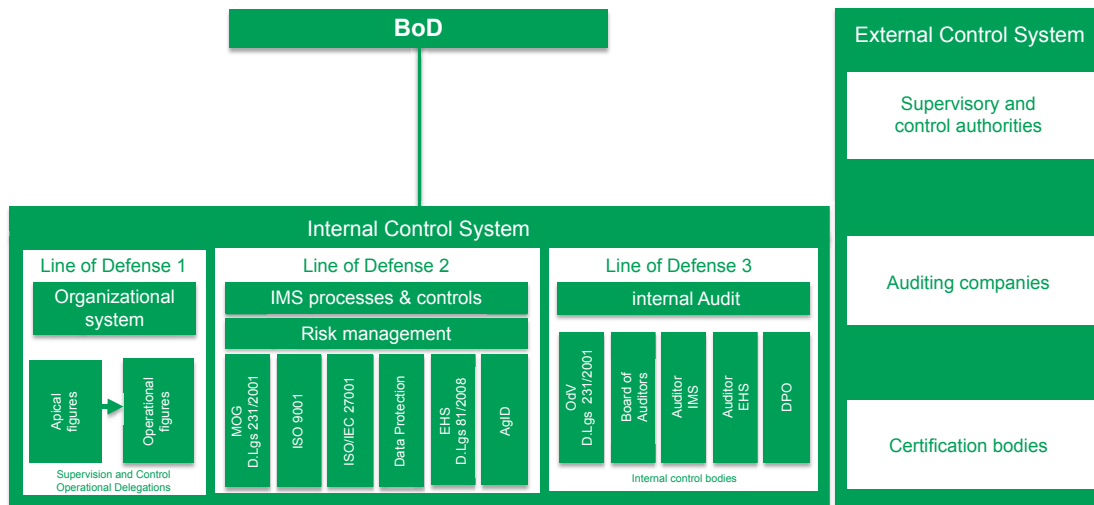 BoD
Internal Control System
Line of Defense 1
Organizational
system
Apical
figures
Operational
figures
Supervision and Control
Operational Delegations
Line of Defense 2
IMS processes & controls
Risk management
MOG
D.Lgs 231/2001
ISO 9001
ISO/IEC 27001
Data Protection
EHS
D.Lgs 81/2008
AgID
Line of Defense 3
internal Audit
OdV
D.Lgs 231/2001
Board of
Auditors
Auditor
IMS
Auditor
EHS
DPO
Internal control bodies
External Control System
Supervisory and
control authorities
Auditing companies
Certification bodies